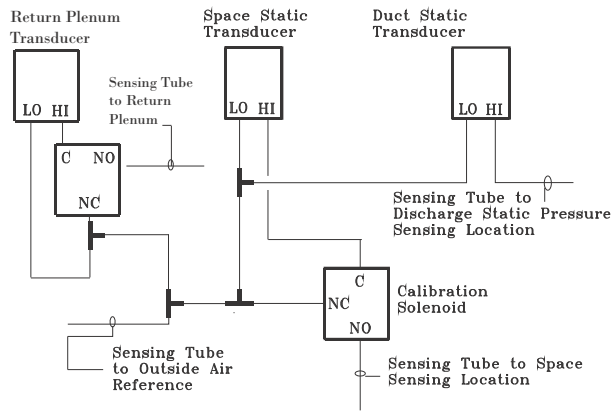 Return Plenum
Transducer
Space Static
Transducer
Duct Static
Transducer
LO HI
Sensing Tube
to Return
Plenum
LO HI
LO HI
C NO
NC
Sensing Tube to
Discharge Static Pressure
Sensing Location
C
NC
NO
Calibration
Solenoid
Sensing Tube
to Outside Air
Reference
Sensing Tube to Space
Sensing Location